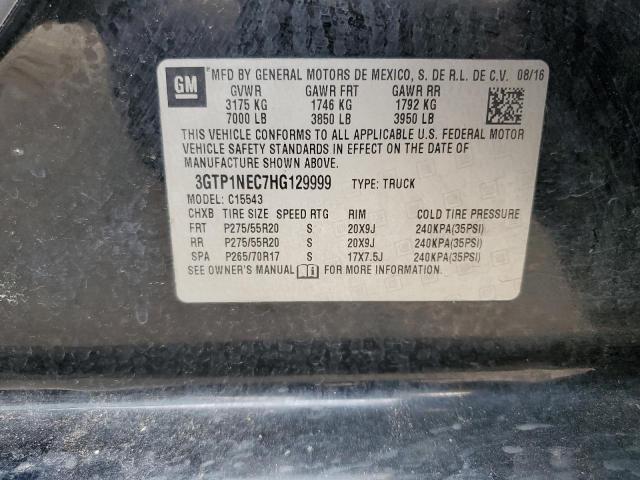 GM MFD BY GENERAL MOTORS DE MEXICO, S. DE R.L. DE C.V. 08/16
GVWR GAWR FRT GAWR RR
3175 KG 1746 KG 1792 KG
7000 LB 3850 LB 3950 LB
THIS VEHICLE CONFORMS TO ALL APPLICABLE U.S. FEDERAL MOTOR
VEHICLE SAFETY STANDARDS IN EFFECT ON THE DATE OF
MANUFACTURE SHOWN ABOVE.
3GTP1NEC7HG129999 TYPE: TRUCK
MODEL: C15543
CHXB TIRE SIZE SPEED RTG RIM COLD TIRE PRESSURE
FRT P275/55R20 S 20X9J 240KPA(35PSI)
RR P275/55R20 S 20X9J 240KPA(35PSI)
SPA P265/70R17 S 17X7.5J 240KPA(35PSI)
SEE OWNER'S MANUAL FOR MORE INFORMATION.